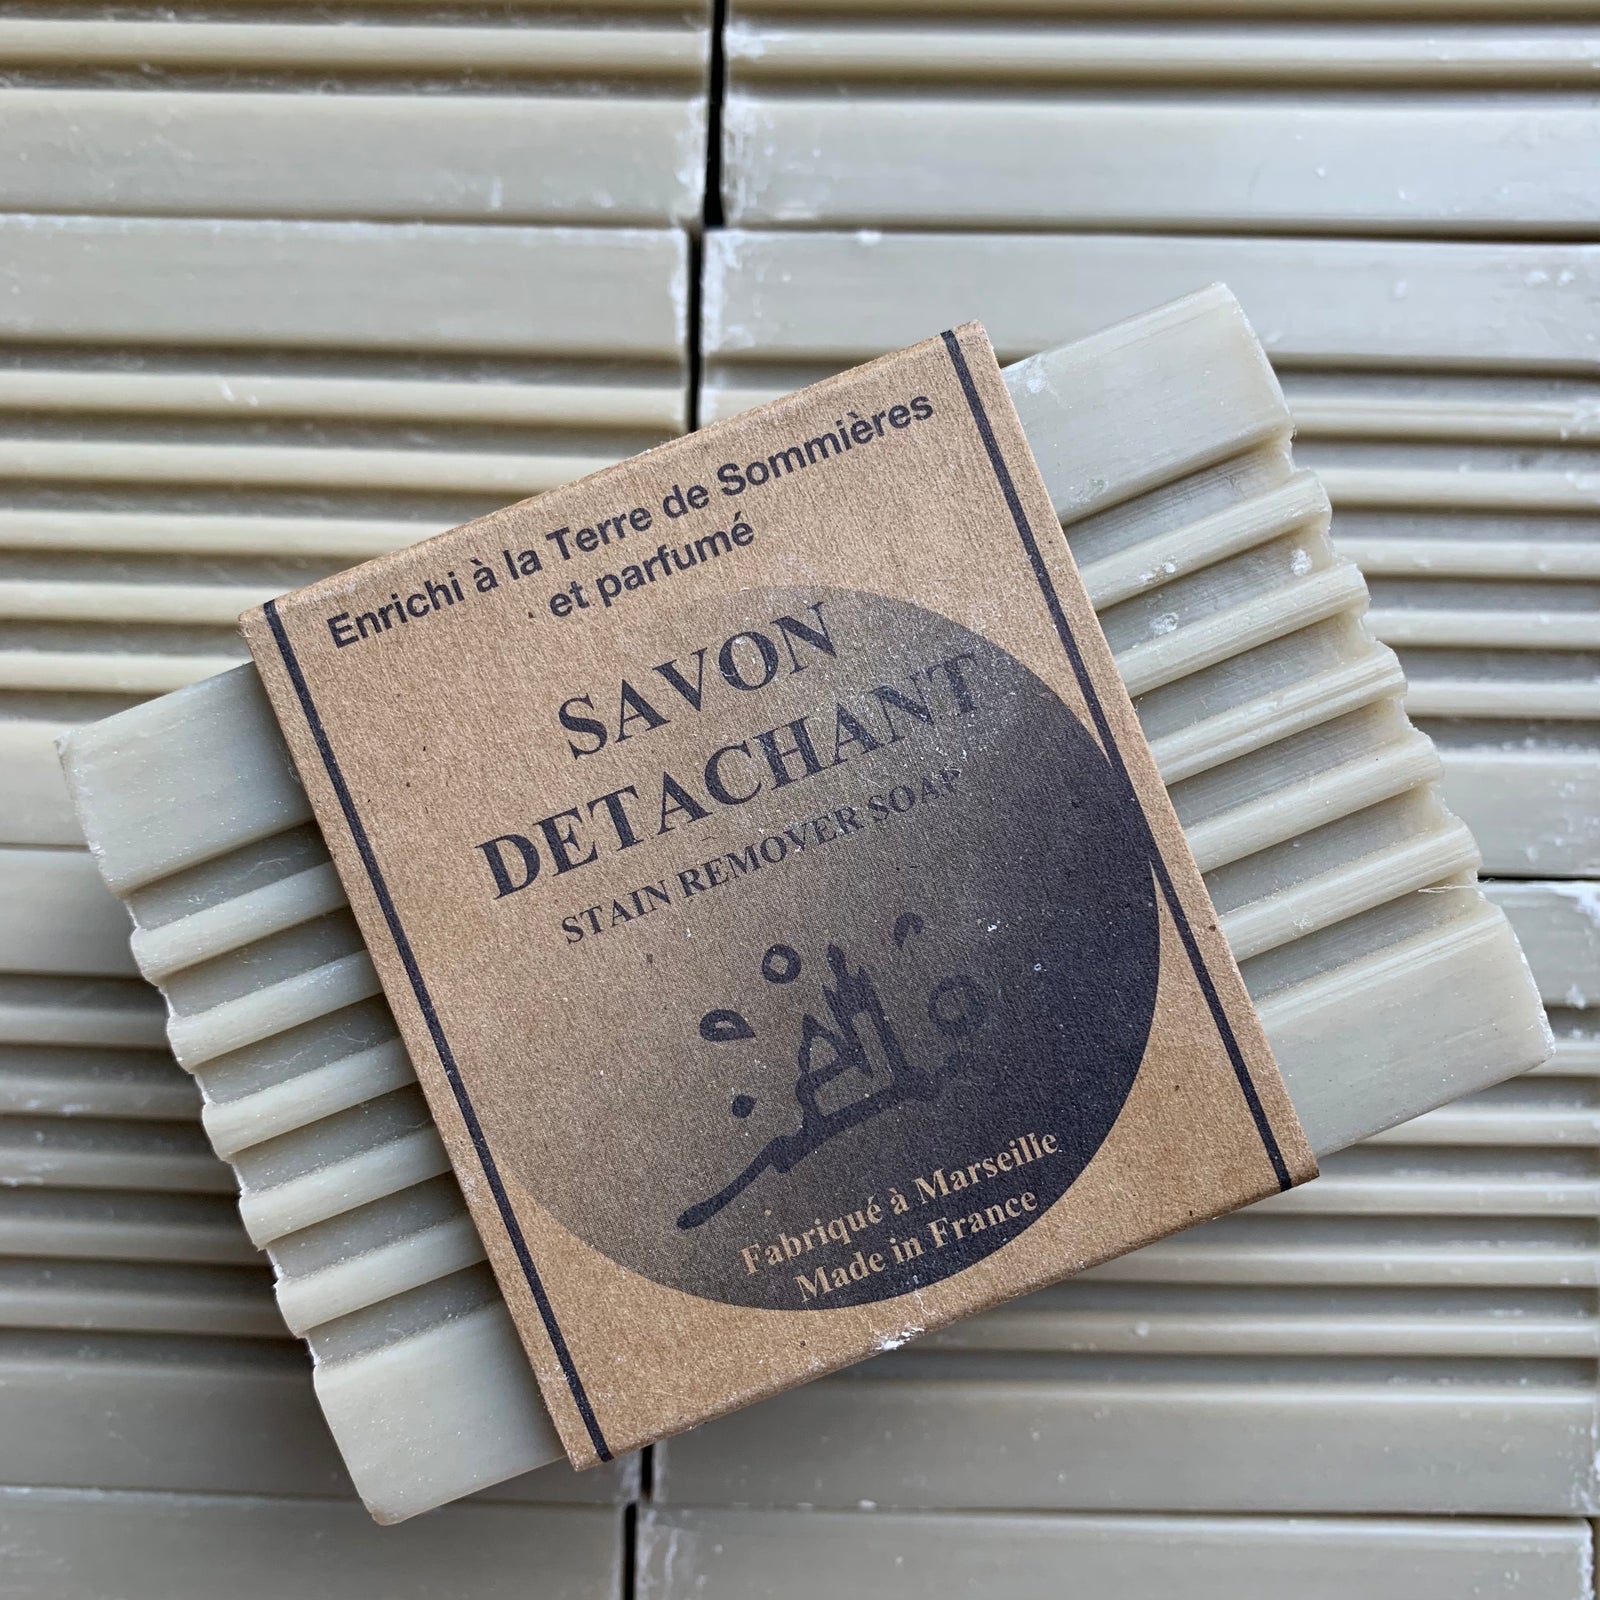 Enrichi à la Terre de Sommières
et parfumé
SAVON
DETACHANT
STAIN REMOVER SOAP
Fabriqué à Marseille
Made in France